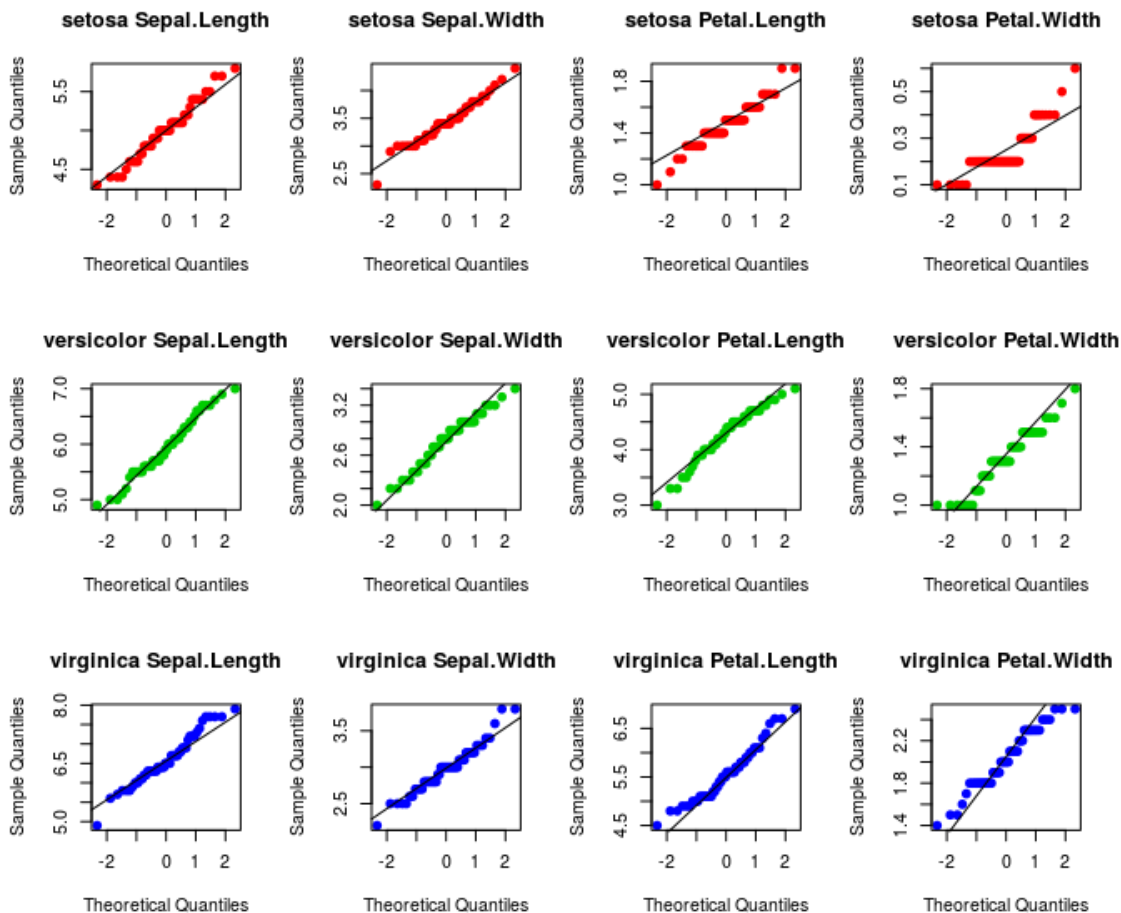 setosa Sepal.Length
setosa Sepal.Width
setosa Petal.Length
setosa Petal.Width
Sample Quantiles
4.5 5.5
-2 0 1 2
Theoretical Quantiles
Sample Quantiles
2.5 3.5
-2 0 1 2
Theoretical Quantiles
Sample Quantiles
1.0 1.4 1.8
-2 0 1 2
Theoretical Quantiles
Sample Quantiles
0.1 0.3 0.5
-2 0 1 2
Theoretical Quantiles
versicolor Sepal.Length
versicolor Sepal.Width
versicolor Petal.Length
versicolor Petal.Width
Sample Quantiles
5.0 6.0 7.0
-2 0 1 2
Theoretical Quantiles
Sample Quantiles
2.0 2.6 3.2
-2 0 1 2
Theoretical Quantiles
Sample Quantiles
3.0 4.0 5.0
-2 0 1 2
Theoretical Quantiles
Sample Quantiles
1.0 1.4 1.8
-2 0 1 2
Theoretical Quantiles
virginica Sepal.Length
virginica Sepal.Width
virginica Petal.Length
virginica Petal.Width
Sample Quantiles
5.0 6.5 8.0
-2 0 1 2
Theoretical Quantiles
Sample Quantiles
2.5 3.5
-2 0 1 2
Theoretical Quantiles
Sample Quantiles
4.5 5.5 6.5
-2 0 1 2
Theoretical Quantiles
Sample Quantiles
1.4 1.8 2.2
-2 0 1 2
Theoretical Quantiles